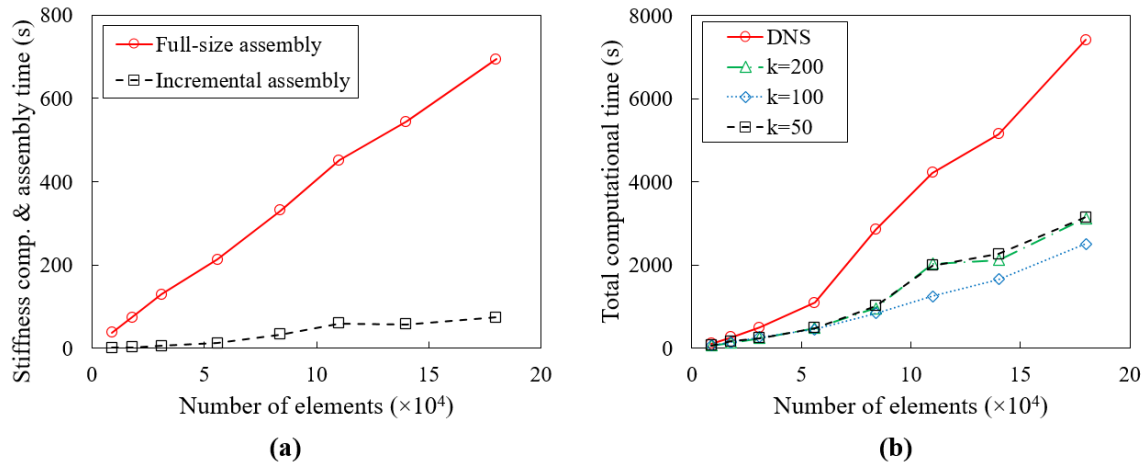 800
600
400
200
0
Stiffness comp. & assembly time (s)
Full-size assembly
Incremental assembly
0 5 10 15 20
Number of elements (×10⁴)
(a)
8000
6000
4000
2000
0
Total computational time (s)
DNS
k=200
k=100
k=50
0 5 10 15 20
Number of elements (×10⁴)
(b)